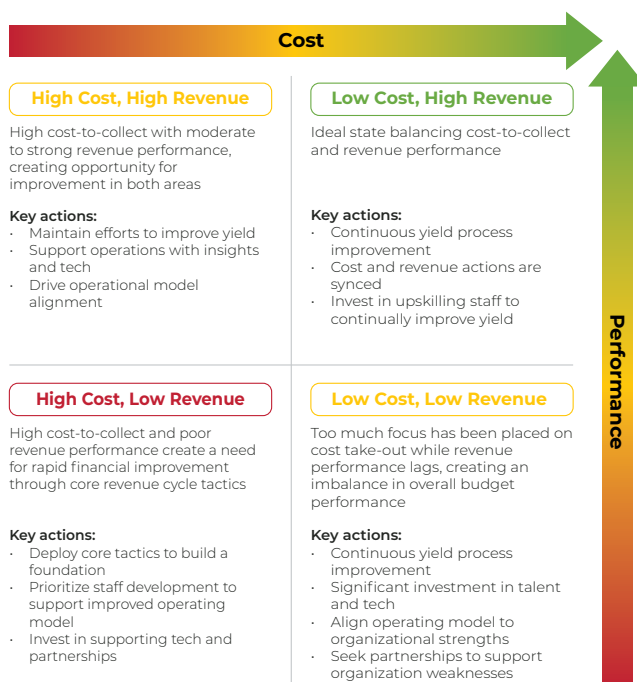 Cost
High Cost, High Revenue
High cost-to-collect with moderate
to strong revenue performance,
creating opportunity for
improvement in both areas
Key actions:
· Maintain efforts to improve yield
· Support operations with insights
and tech
· Drive operational model
alignment
Low Cost, High Revenue
Ideal state balancing cost-to-collect
and revenue performance
Key actions:
· Continuous yield process
improvement
· Cost and revenue actions are
synced
· Invest in upskilling staff to
continually improve yield
High Cost, Low Revenue
High cost-to-collect and poor
revenue performance create a need
for rapid financial improvement
through core revenue cycle tactics
Key actions:
· Deploy core tactics to build a
foundation
· Prioritize staff development to
support improved operating
model
· Invest in supporting tech and
partnerships
Low Cost, Low Revenue
Too much focus has been placed on
cost take-out while revenue
performance lags, creating an
imbalance in overall budget
performance
Key actions:
· Continuous yield process
improvement
· Significant investment in talent
and tech
· Align operating model to
organizational strengths
· Seek partnerships to support
organization weaknesses
Performance